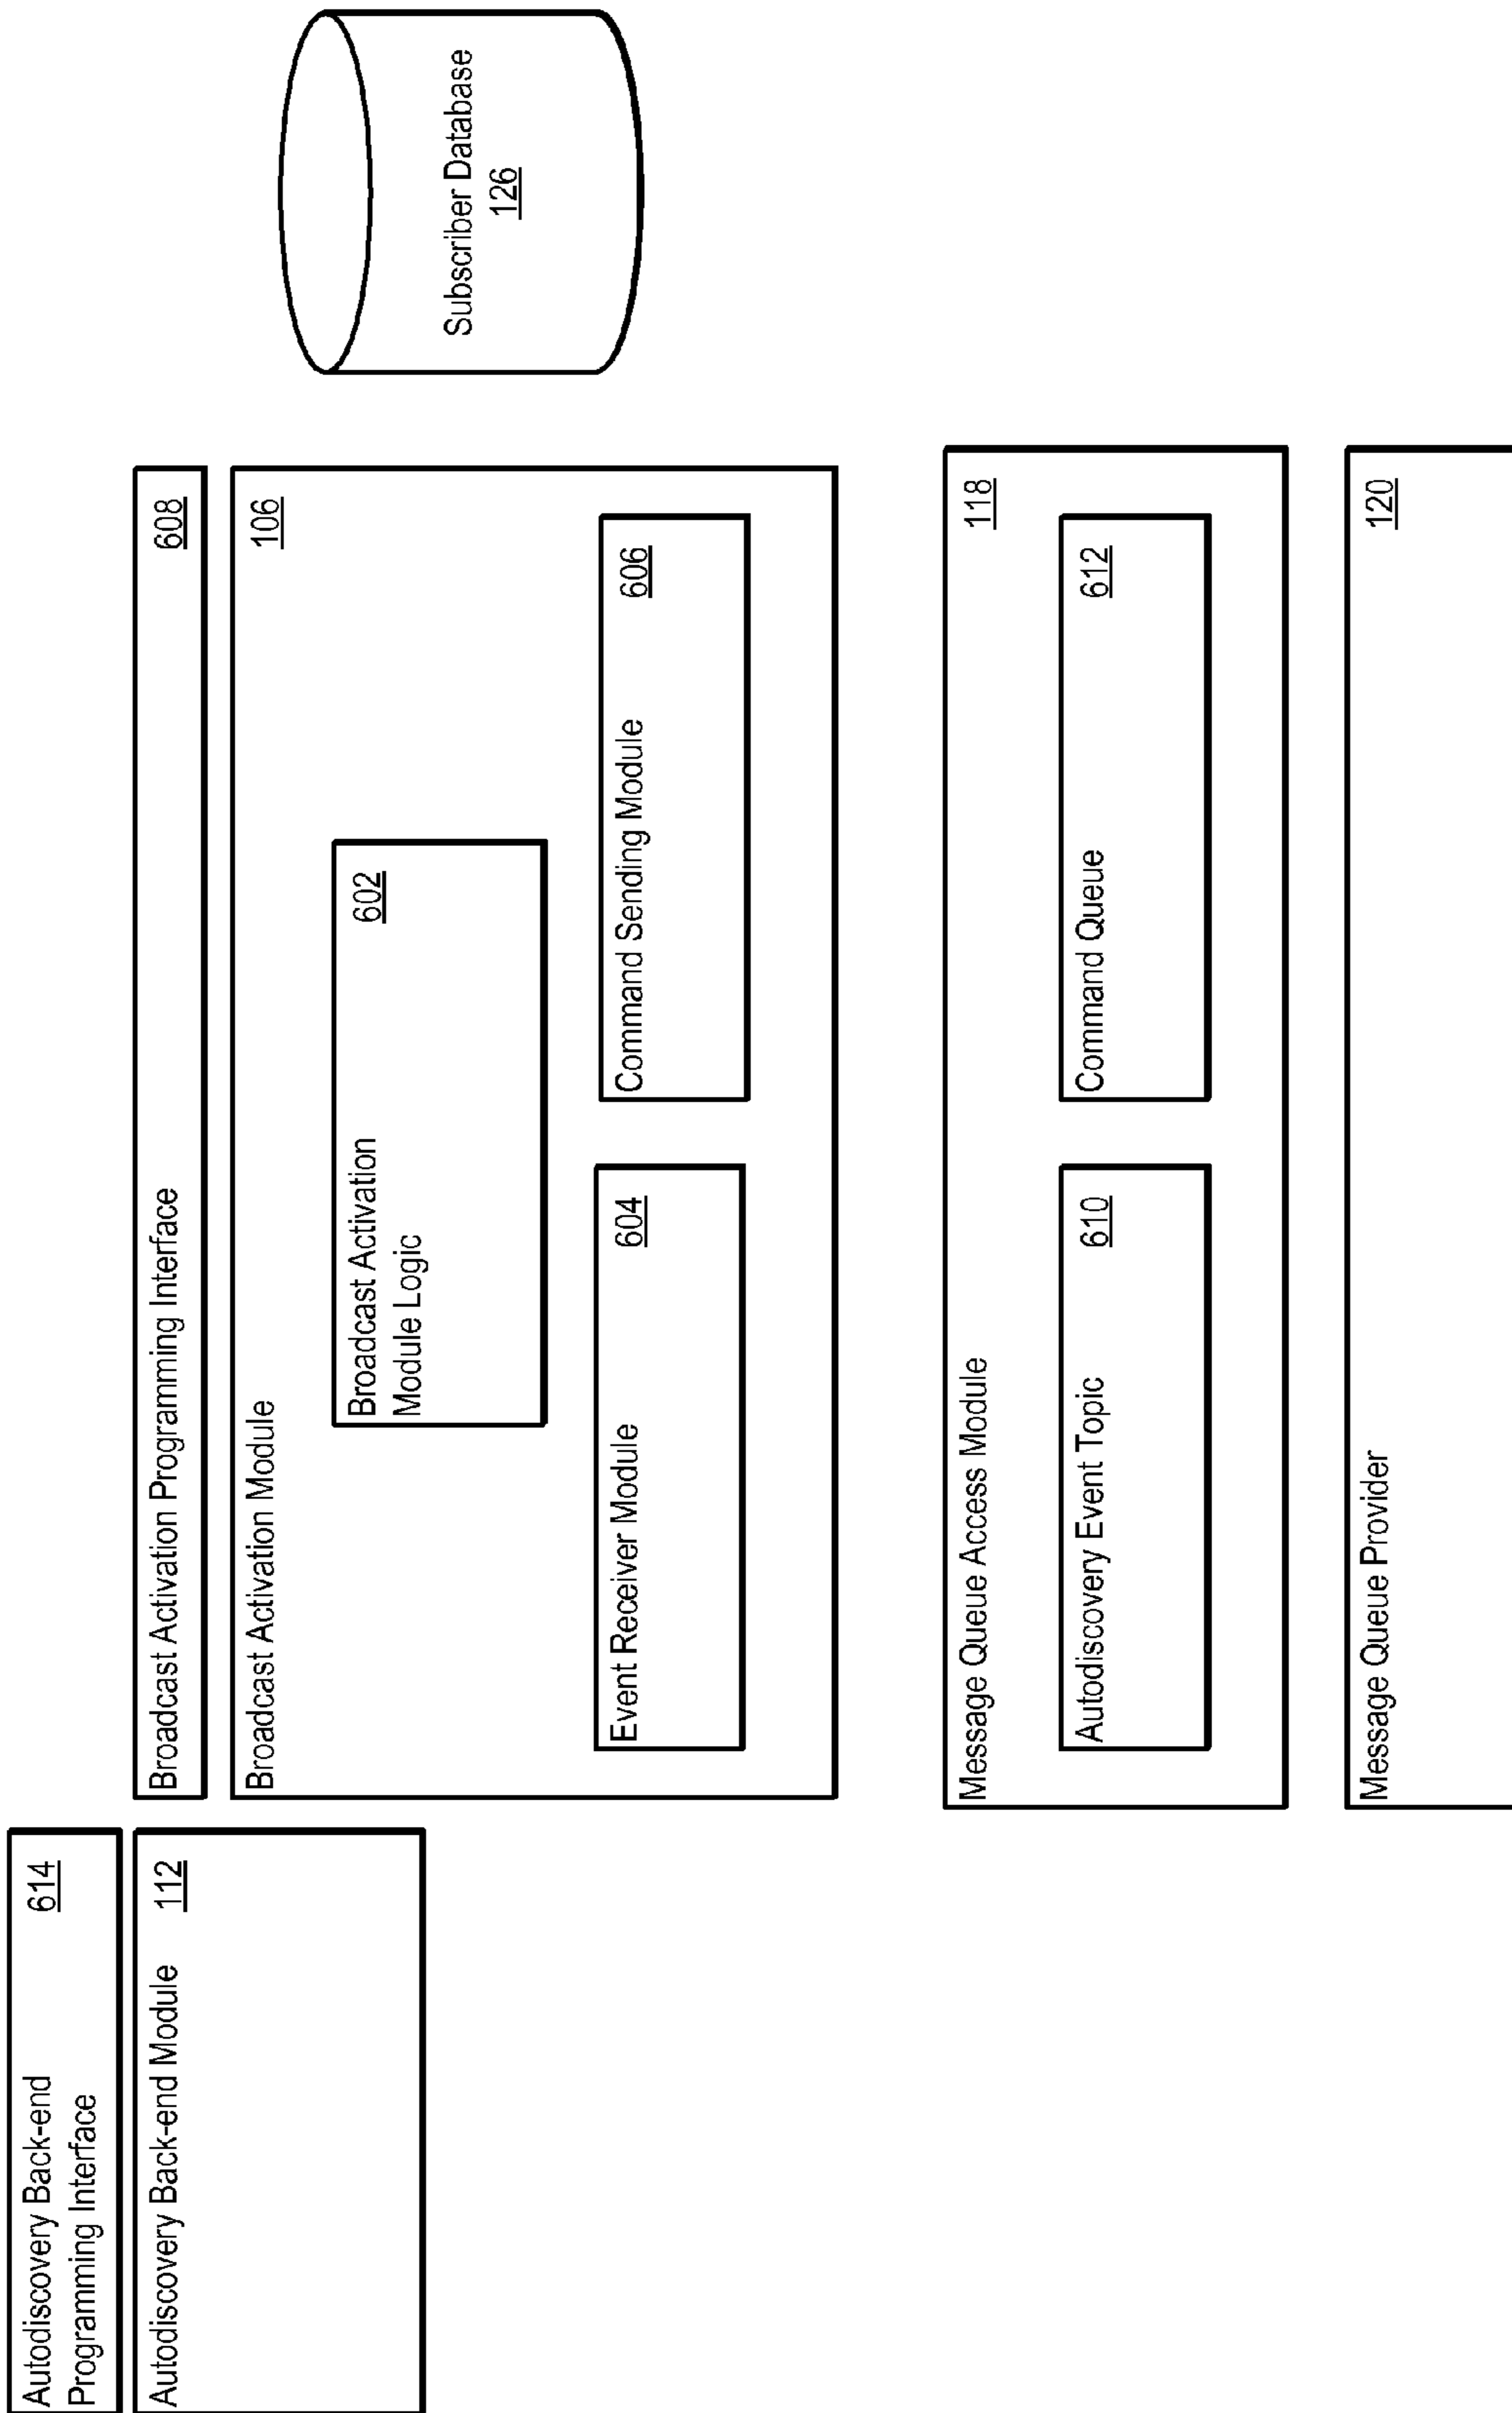 Autodiscovery Back-end
Programming Interface
614
Autodiscovery Back-end Module
112
Broadcast Activation Programming Interface
608
Broadcast Activation Module
106
Broadcast Activation
Module Logic
602
Event Receiver Module
604
Command Sending Module
606
Subscriber Database
126
Message Queue Access Module
118
Autodiscovery Event Topic
610
Command Queue
612
Message Queue Provider
120